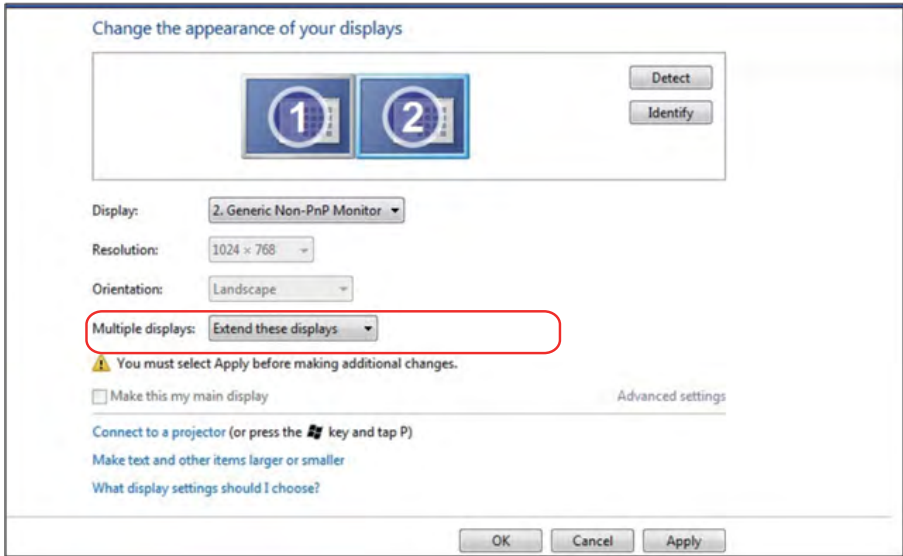 Change the appearance of your displays
1 2
Detect
Identify
Display: 2. Generic Non-PnP Monitor
Resolution: 1024 × 768
Orientation: Landscape
Multiple displays: Extend these displays
You must select Apply before making additional changes.
Make this my main display Advanced settings
Connect to a projector (or press the key and tap P)
Make text and other items larger or smaller
What display settings should I choose?
OK Cancel Apply